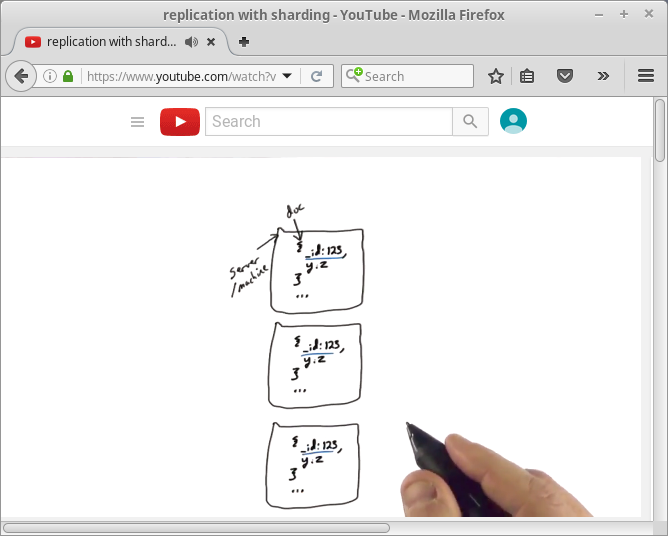 replication with sharding - YouTube - Mozilla Firefox
replication with shard...
https://www.youtube.com/watch?v
Search
Search
doc
server
/machine
{ _id:123,
y:z
}
...
{ _id:123,
y:z
}
...
{ _id:123,
y:z
}
...